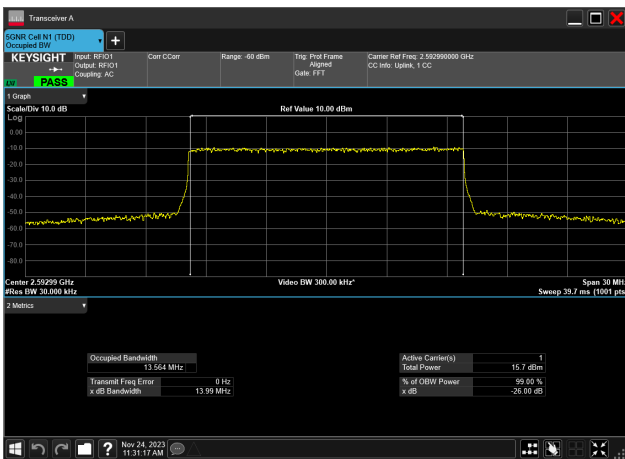 Transceiver A
5GNR Cell N1 (TDD)
Occupied BW
KEYSIGHT
LXI
PASS
Input: RFIO1
Output: RFIO1
Coupling: AC
Corr CCorr
Range: -60 dBm
Trig: Prot Frame
Aligned
Gate: FFT
Carrier Ref Freq: 2.592990000 GHz
CC Info: Uplink, 1 CC
1 Graph
Scale/Div 10.0 dB
Ref Value 10.00 dBm
Log
0.00
-10.0
-20.0
-30.0
-40.0
-50.0
-60.0
-70.0
-80.0
Center 2.59299 GHz
Video BW 300.00 kHz*
Span 30 MHz
#Res BW 30.000 kHz
Sweep 39.7 ms (1001 pts
2 Metrics
Occupied Bandwidth
13.564 MHz
Active Carrier(s) 1
Total Power 15.7 dBm
Transmit Freq Error 0 Hz
x dB Bandwidth 13.99 MHz
% of OBW Power 99.00 %
x dB -26.00 dB
?
Nov 24, 2023
11:31:17 AM